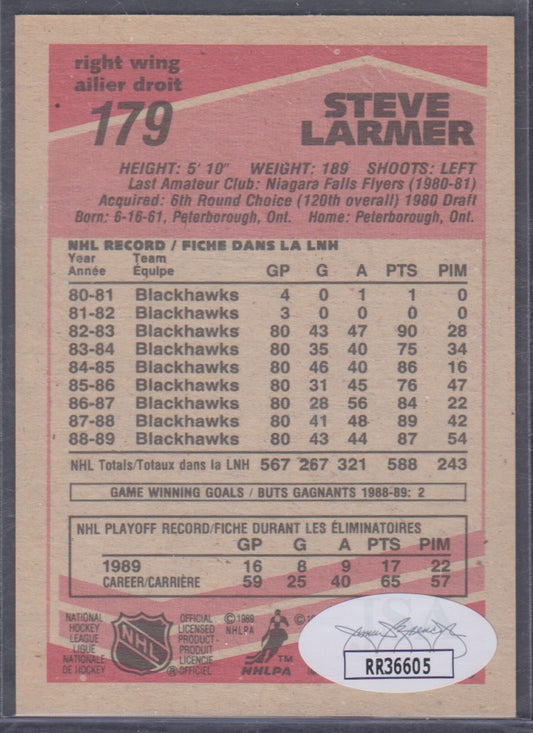 right wing
ailier droit
179
STEVE
LARMER
HEIGHT: 5' 10" WEIGHT: 189 SHOOTS: LEFT
Last Amateur Club: Niagara Falls Flyers (1980-81)
Acquired: 6th Round Choice (120th overall) 1980 Draft
Born: 6-16-61, Peterborough, Ont. Home: Peterborough, Ont.
NHL RECORD / FICHE DANS LA LNH
Year Team
Année Équipe GP G A PTS PIM
80-81 Blackhawks 4 0 1 1 0
81-82 Blackhawks 3 0 0 0 0
82-83 Blackhawks 80 43 47 90 28
83-84 Blackhawks 80 35 40 75 34
84-85 Blackhawks 80 46 40 86 16
85-86 Blackhawks 80 31 45 76 47
86-87 Blackhawks 80 28 56 84 22
87-88 Blackhawks 80 41 48 89 42
88-89 Blackhawks 80 43 44 87 54
NHL Totals/Totaux dans la LNH 567 267 321 588 243
GAME WINNING GOALS / BUTS GAGNANTS 1988-89: 2
NHL PLAYOFF RECORD/FICHE DURANT LES ÉLIMINATOIRES
GP G A PTS PIM
1989 16 8 9 17 22
CAREER/CARRIÈRE 59 25 40 65 57
NATIONAL
HOCKEY
LEAGUE
LIGUE
NATIONALE
DE HOCKEY
NHL
OFFICIAL
LICENSED
PRODUCT·
PRODUIT
LICENCIE
OFFICIEL
© 1989
NHLPA
TM
NHLPA
JSA
RR36605